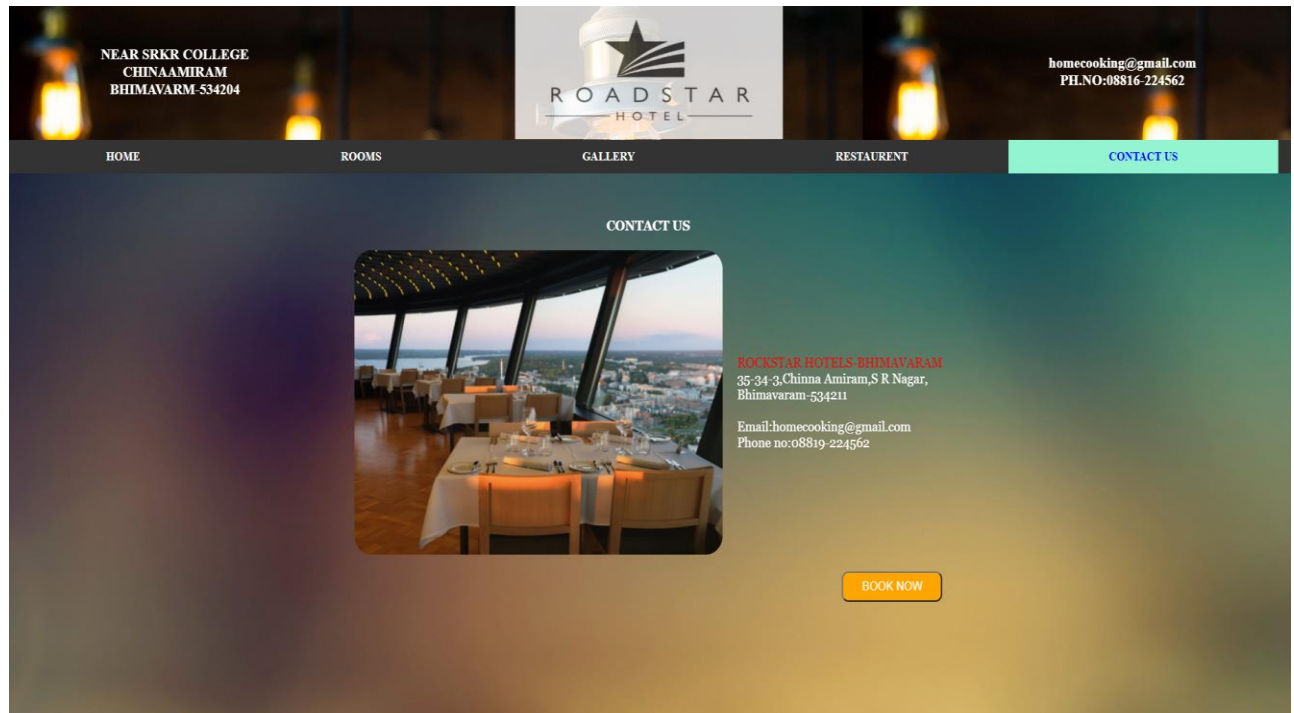 NEAR SRKR COLLEGE
CHINAAMIRAM
BHIMAVARM-534204
ROADSTAR
HOTEL
homecooking@gmail.com
PH.NO:08816-224562
HOME
ROOMS
GALLERY
RESTAURENT
CONTACT US
CONTACT US
ROCKSTAR HOTELS-BHIMAVARAM
35-34-3,Chinna Amiram,S R Nagar,
Bhimavaram-534211
Email:homecooking@gmail.com
Phone no:08819-224562
BOOK NOW